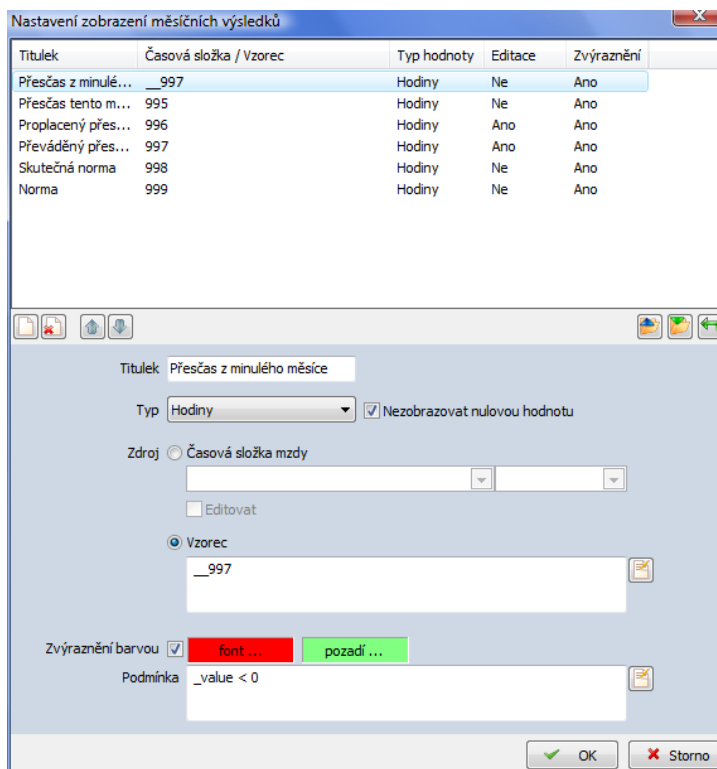 Nastavení zobrazení měsíčních výsledků
Titulek Časová složka / Vzorec Typ hodnoty Editace Zvýraznění
Přesčas z minulé... __997 Hodiny Ne Ano
Přesčas tento m... 995 Hodiny Ne Ano
Proplacený přes... 996 Hodiny Ano Ano
Převáděný přes... 997 Hodiny Ano Ano
Skutečná norma 998 Hodiny Ne Ano
Norma 999 Hodiny Ne Ano
Titulek Přesčas z minulého měsíce
Typ Hodiny Nezobrazovat nulovou hodnotu
Zdroj Časová složka mzdy
Editovat
Vzorec
__997
Zvýraznění barvou font ... pozadí ...
Podmínka _value < 0
OK Storno